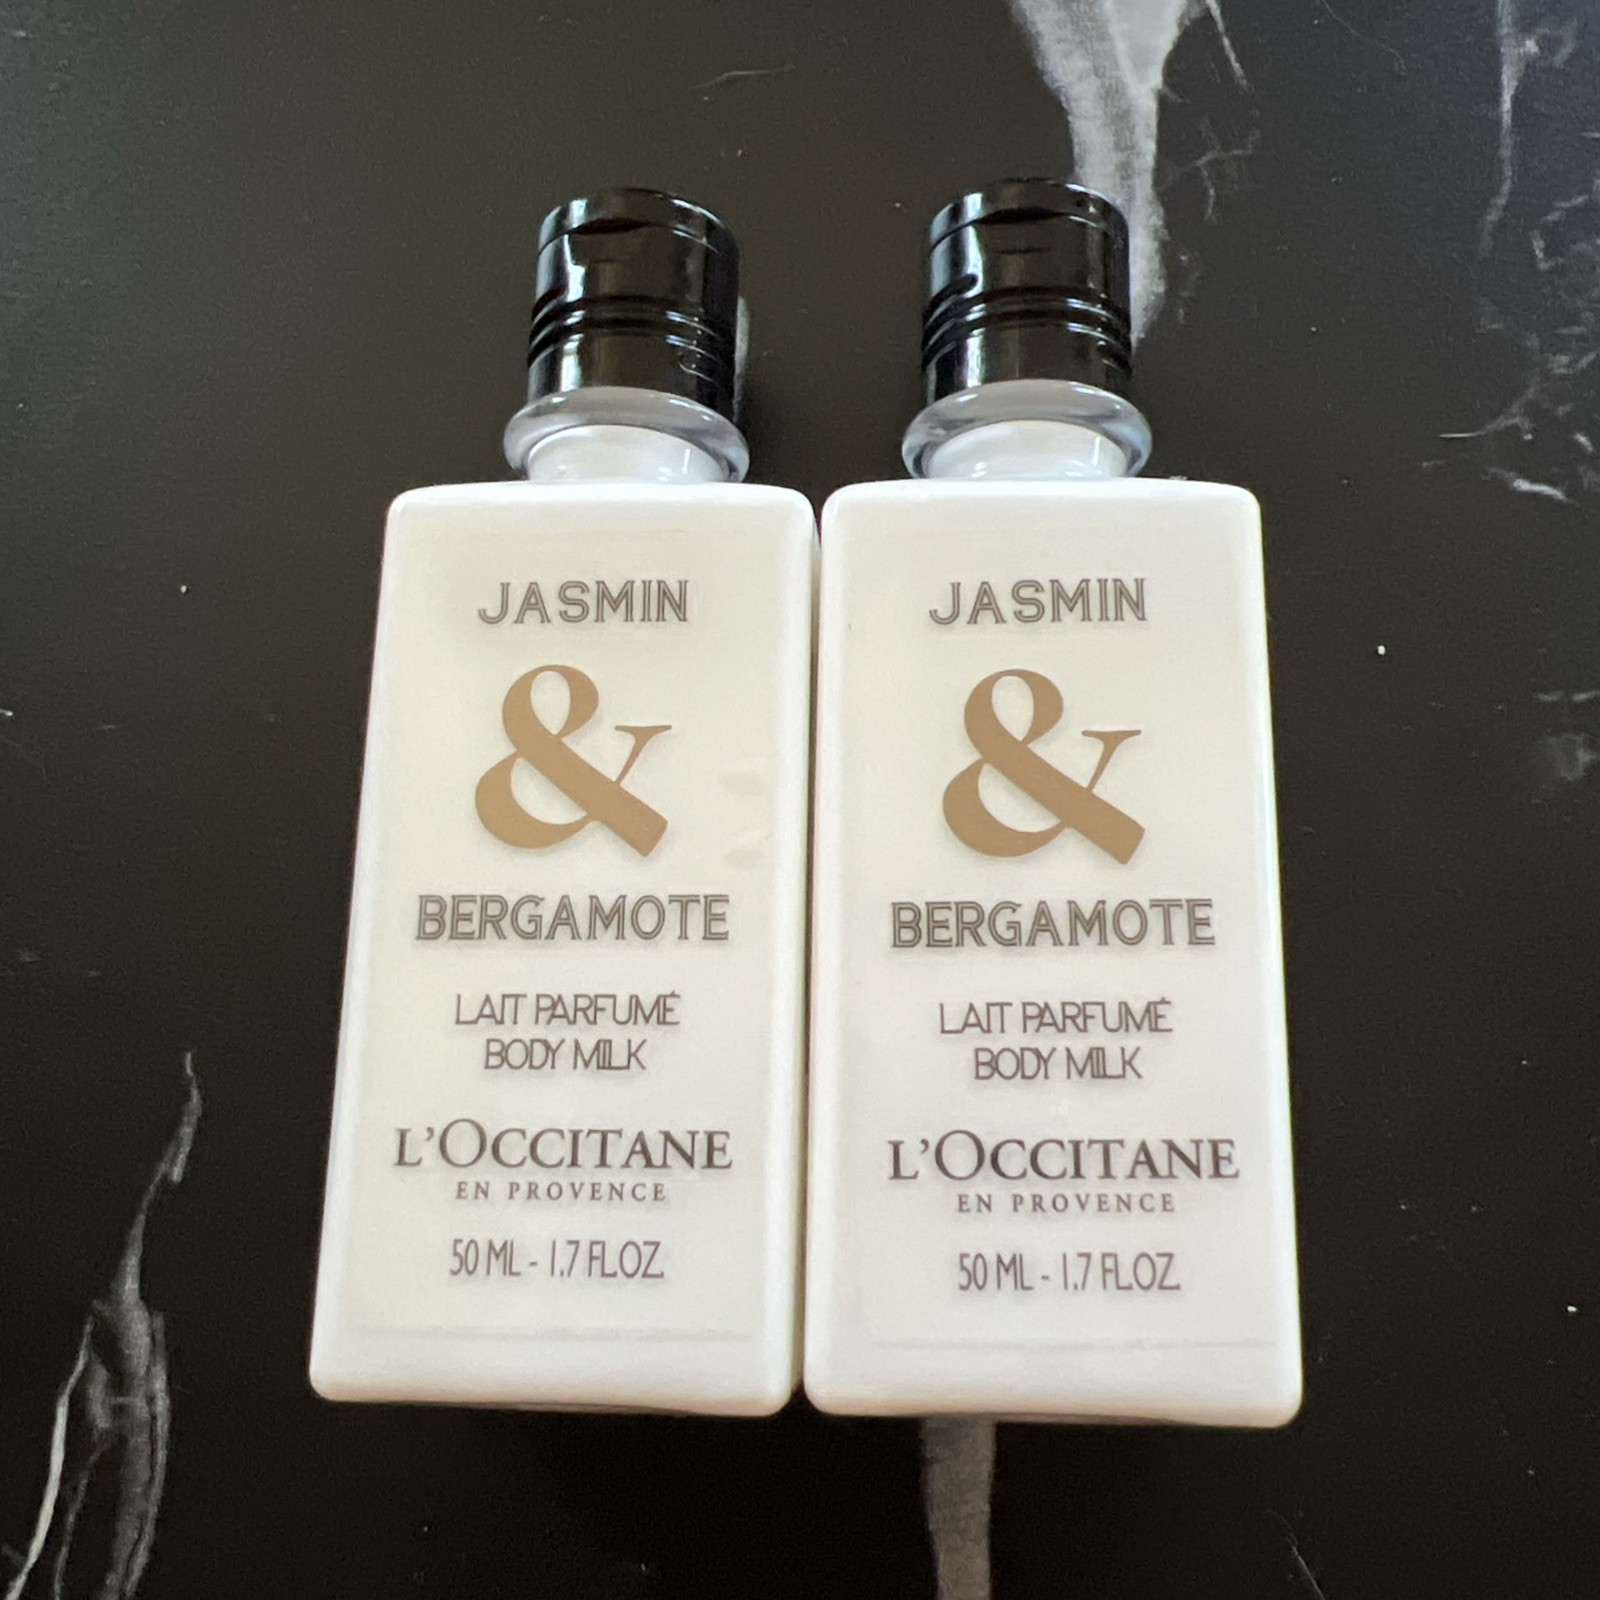 JASMIN
&
BERGAMOTE
LAIT PARFUMÉ
BODY MILK
L'OCCITANE
EN PROVENCE
50 ML - 1.7 FL.OZ.
JASMIN
&
BERGAMOTE
LAIT PARFUMÉ
BODY MILK
L'OCCITANE
EN PROVENCE
50 ML - 1.7 FL.OZ.